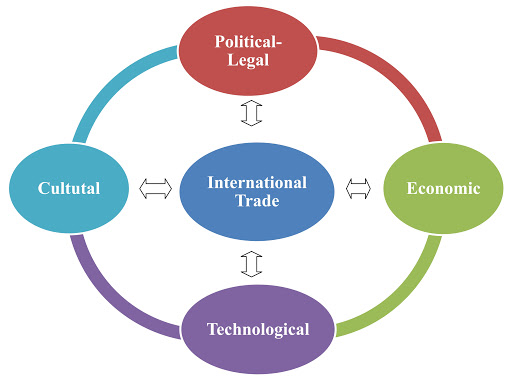 Political-
Legal
Cultutal
International
Trade
Economic
Technological